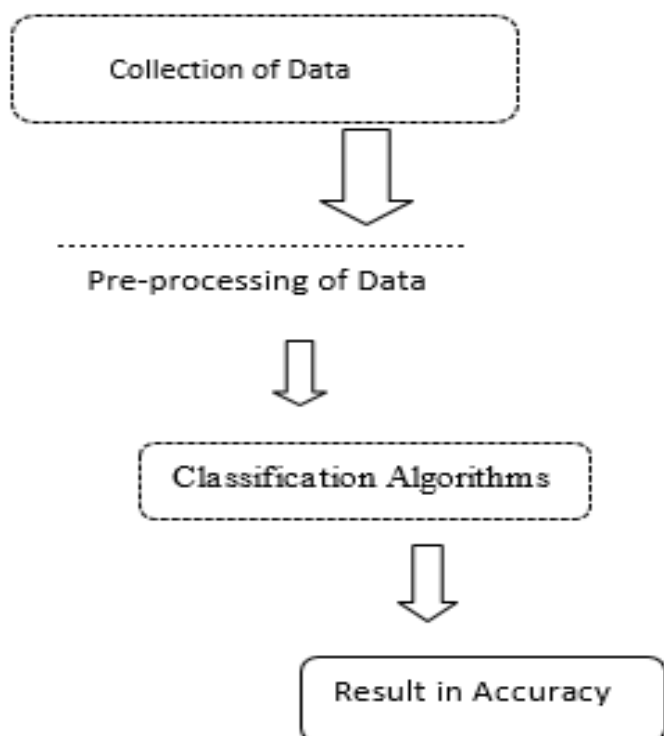 Collection of Data
Pre-processing of Data
Classification Algorithms
Result in Accuracy